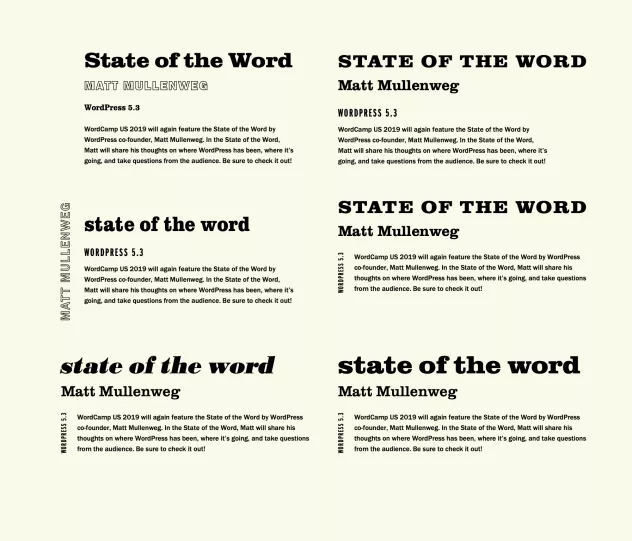 State of the Word
MATT MULLENWEG
WordPress 5.3
WordCamp US 2019 will again feature the State of the Word by
WordPress co-founder, Matt Mullenweg. In the State of the Word,
Matt will share his thoughts on where WordPress has been, where it's
going, and take questions from the audience. Be sure to check it out!
STATE OF THE WORD
Matt Mullenweg
WORDPRESS 5.3
WordCamp US 2019 will again feature the State of the Word by
WordPress co-founder, Matt Mullenweg. In the State of the Word,
Matt will share his thoughts on where WordPress has been, where it's
going, and take questions from the audience. Be sure to check it out!
MATT MULLENWEG
state of the word
WORDPRESS 5.3
WordCamp US 2019 will again feature the State of the Word by
WordPress co-founder, Matt Mullenweg. In the State of the Word,
Matt will share his thoughts on where WordPress has been, where it's
going, and take questions from the audience. Be sure to check it out!
STATE OF THE WORD
Matt Mullenweg
WORDPRESS 5.3
WordCamp US 2019 will again feature the State of the Word by WordPress
co-founder, Matt Mullenweg. In the State of the Word, Matt will share his
thoughts on where WordPress has been, where it's going, and take questions
from the audience. Be sure to check it out!
state of the word
Matt Mullenweg
WORDPRESS 5.3
WordCamp US 2019 will again feature the State of the Word by WordPress
co-founder, Matt Mullenweg. In the State of the Word, Matt will share his
thoughts on where WordPress has been, where it's going, and take questions
from the audience. Be sure to check it out!
state of the word
Matt Mullenweg
WORDPRESS 5.3
WordCamp US 2019 will again feature the State of the Word by WordPress
co-founder, Matt Mullenweg. In the State of the Word, Matt will share his
thoughts on where WordPress has been, where it's going, and take questions
from the audience. Be sure to check it out!